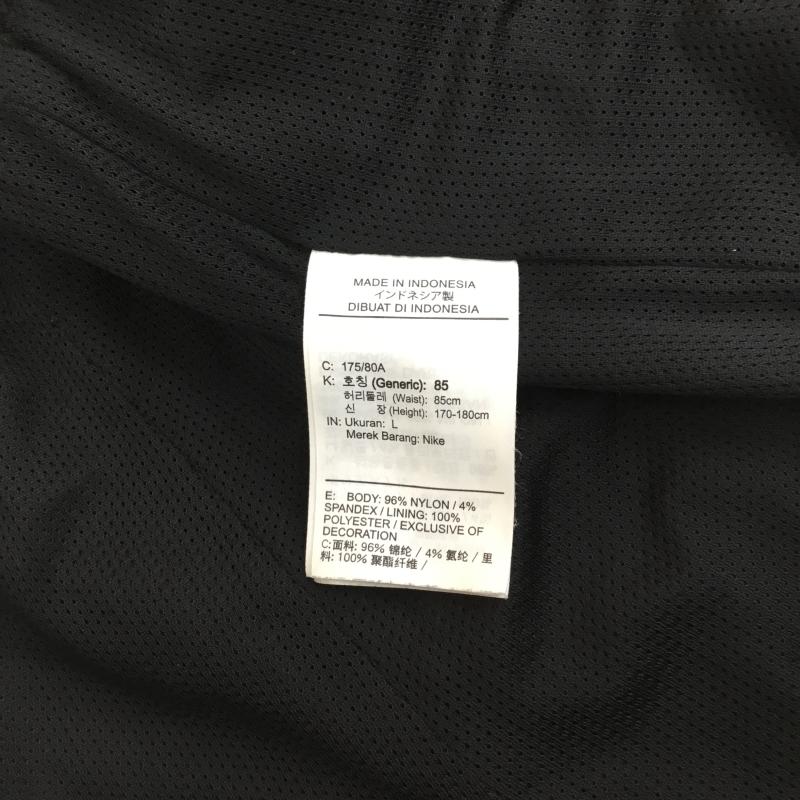 MADE IN INDONESIA
インドネシア製
DIBUAT DI INDONESIA
C: 175/80A
K: 호칭 (Generic): 85
허리둘레 (Waist): 85cm
신 장 (Height): 170-180cm
IN: Ukuran: L
Merek Barang: Nike
E: BODY: 96% NYLON / 4%
SPANDEX / LINING: 100%
POLYESTER / EXCLUSIVE OF
DECORATION
C:面料: 96% 锦纶 / 4% 氨纶 / 里
料: 100% 聚酯纤维 /